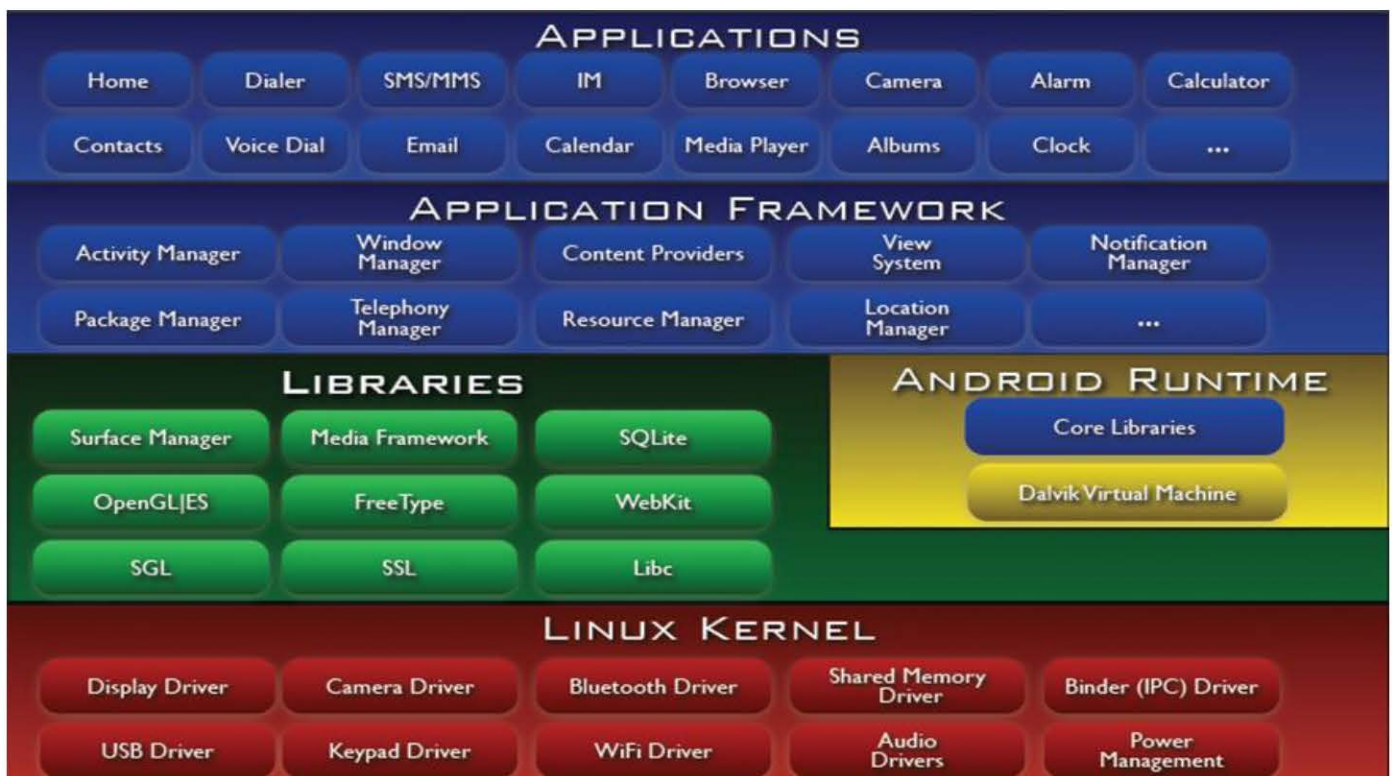 APPLICATIONS
Home Dialer SMS/MMS IM Browser Camera Alarm Calculator
Contacts Voice Dial Email Calendar Media Player Albums Clock ...
APPLICATION FRAMEWORK
Activity Manager Window Manager Content Providers View System Notification Manager
Package Manager Telephony Manager Resource Manager Location Manager ...
LIBRARIES
Surface Manager Media Framework SQLite
OpenGL|ES FreeType WebKit
SGL SSL Libc
ANDROID RUNTIME
Core Libraries
Dalvik Virtual Machine
LINUX KERNEL
Display Driver Camera Driver Bluetooth Driver Shared Memory Driver Binder (IPC) Driver
USB Driver Keypad Driver WiFi Driver Audio Drivers Power Management